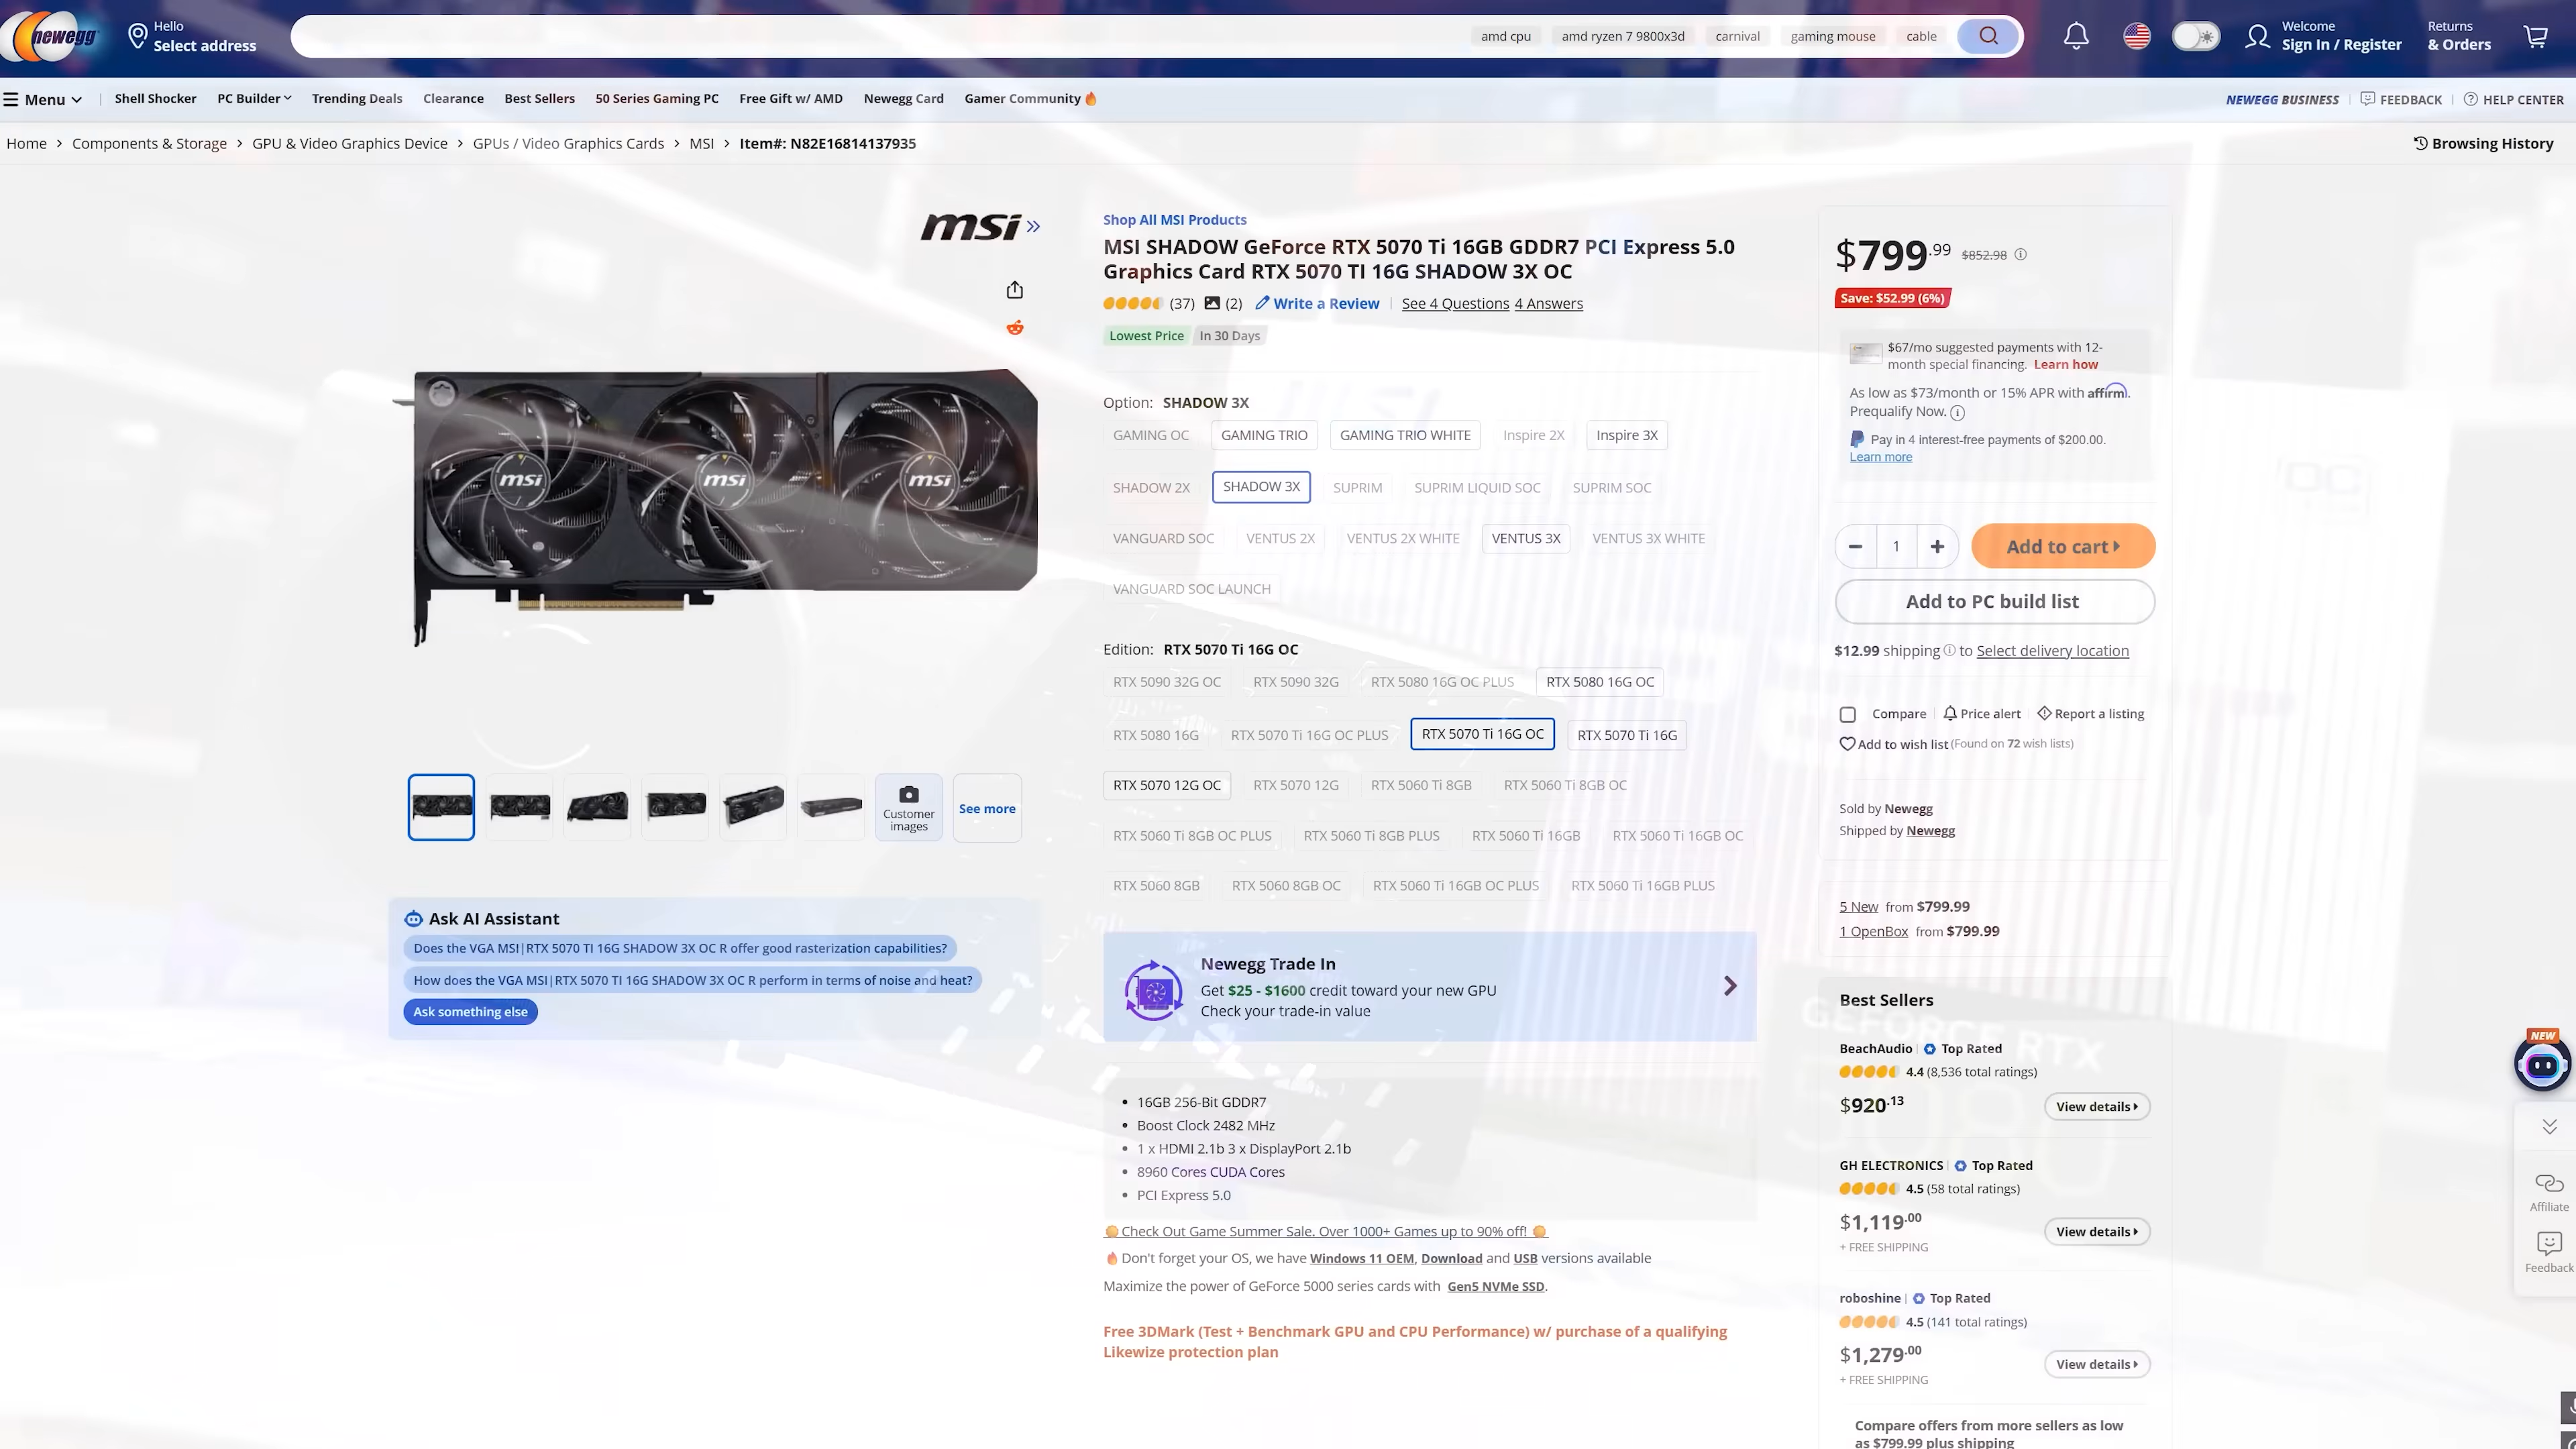 newegg
Hello
Select address
amd cpu
amd ryzen 7 9800x3d
carnival
gaming mouse
cable
Welcome
Sign In / Register
Returns
& Orders
Menu
Shell Shocker
PC Builder
Trending Deals
Clearance
Best Sellers
50 Series Gaming PC
Free Gift w/ AMD
Newegg Card
Gamer Community
NEWEGG BUSINESS
FEEDBACK
HELP CENTER
Home > Components & Storage > GPU & Video Graphics Device > GPUs / Video Graphics Cards > MSI > Item#: N82E16814137935
Browsing History
msi
msi
msi
msi
Customer
images
See more
Ask AI Assistant
Does the VGA MSI|RTX 5070 TI 16G SHADOW 3X OC R offer good rasterization capabilities?
How does the VGA MSI|RTX 5070 TI 16G SHADOW 3X OC R perform in terms of noise and heat?
Ask something else
Shop All MSI Products
MSI SHADOW GeForce RTX 5070 Ti 16GB GDDR7 PCI Express 5.0
Graphics Card RTX 5070 TI 16G SHADOW 3X OC
(37)
(2)
Write a Review
See 4 Questions
4 Answers
Lowest Price
In 30 Days
Option: SHADOW 3X
GAMING OC
GAMING TRIO
GAMING TRIO WHITE
Inspire 2X
Inspire 3X
SHADOW 2X
SHADOW 3X
SUPRIM
SUPRIM LIQUID SOC
SUPRIM SOC
VANGUARD SOC
VENTUS 2X
VENTUS 2X WHITE
VENTUS 3X
VENTUS 3X WHITE
VANGUARD SOC LAUNCH
Edition: RTX 5070 Ti 16G OC
RTX 5090 32G OC
RTX 5090 32G
RTX 5080 16G OC PLUS
RTX 5080 16G OC
RTX 5080 16G
RTX 5070 Ti 16G OC PLUS
RTX 5070 Ti 16G OC
RTX 5070 Ti 16G
RTX 5070 12G OC
RTX 5070 12G
RTX 5060 Ti 8GB
RTX 5060 Ti 8GB OC
RTX 5060 Ti 8GB OC PLUS
RTX 5060 Ti 8GB PLUS
RTX 5060 Ti 16GB
RTX 5060 Ti 16GB OC
RTX 5060 8GB
RTX 5060 8GB OC
RTX 5060 Ti 16GB OC PLUS
RTX 5060 Ti 16GB PLUS
Newegg Trade In
Get $25 - $1600 credit toward your new GPU
Check your trade-in value
• 16GB 256-Bit GDDR7
• Boost Clock 2482 MHz
• 1 x HDMI 2.1b 3 x DisplayPort 2.1b
• 8960 Cores CUDA Cores
• PCI Express 5.0
Check Out Game Summer Sale. Over 1000+ Games up to 90% off!
Don't forget your OS, we have Windows 11 OEM, Download and USB versions available
Maximize the power of GeForce 5000 series cards with Gen5 NVMe SSD.
Free 3DMark (Test + Benchmark GPU and CPU Performance) w/ purchase of a qualifying
Likewize protection plan
$799.99 $852.98
Save: $52.99 (6%)
$67/mo suggested payments with 12-
month special financing. Learn how
As low as $73/month or 15% APR with affirm.
Prequalify Now.
Pay in 4 interest-free payments of $200.00.
Learn more
1
Add to cart
Add to PC build list
$12.99 shipping to Select delivery location
Compare
Price alert
Report a listing
Add to wish list (Found on 72 wish lists)
Sold by Newegg
Shipped by Newegg
5 New from $799.99
1 OpenBox from $799.99
Best Sellers
GEFORCE RTX
BeachAudio
Top Rated
4.4 (8,536 total ratings)
$920.13
View details
GH ELECTRONICS
Top Rated
4.5 (58 total ratings)
$1,119.00
View details
+ FREE SHIPPING
roboshine
Top Rated
4.5 (141 total ratings)
$1,279.00
View details
+ FREE SHIPPING
Compare offers from more sellers as low
as $799.99 plus shipping
NEW
Affiliate
Feedback
OC